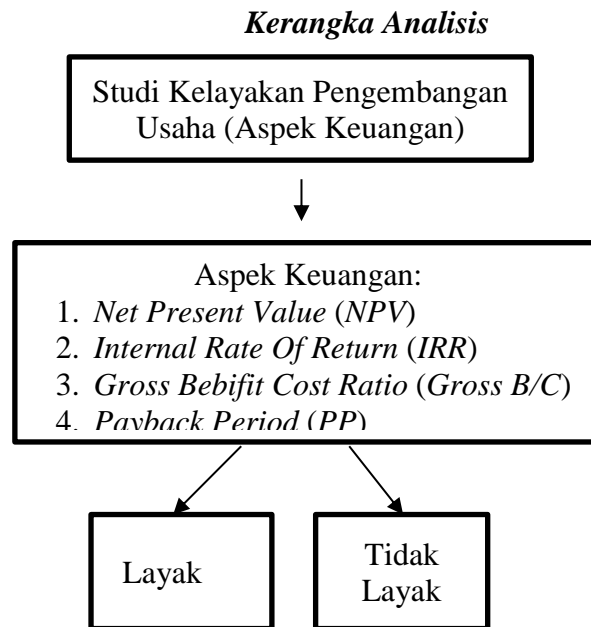 Kerangka Analisis
Studi Kelayakan Pengembangan
Usaha (Aspek Keuangan)
Aspek Keuangan:
1. Net Present Value (NPV)
2. Internal Rate Of Return (IRR)
3. Gross Bebifit Cost Ratio (Gross B/C)
4. Payback Period (PP)
Layak
Tidak
Layak